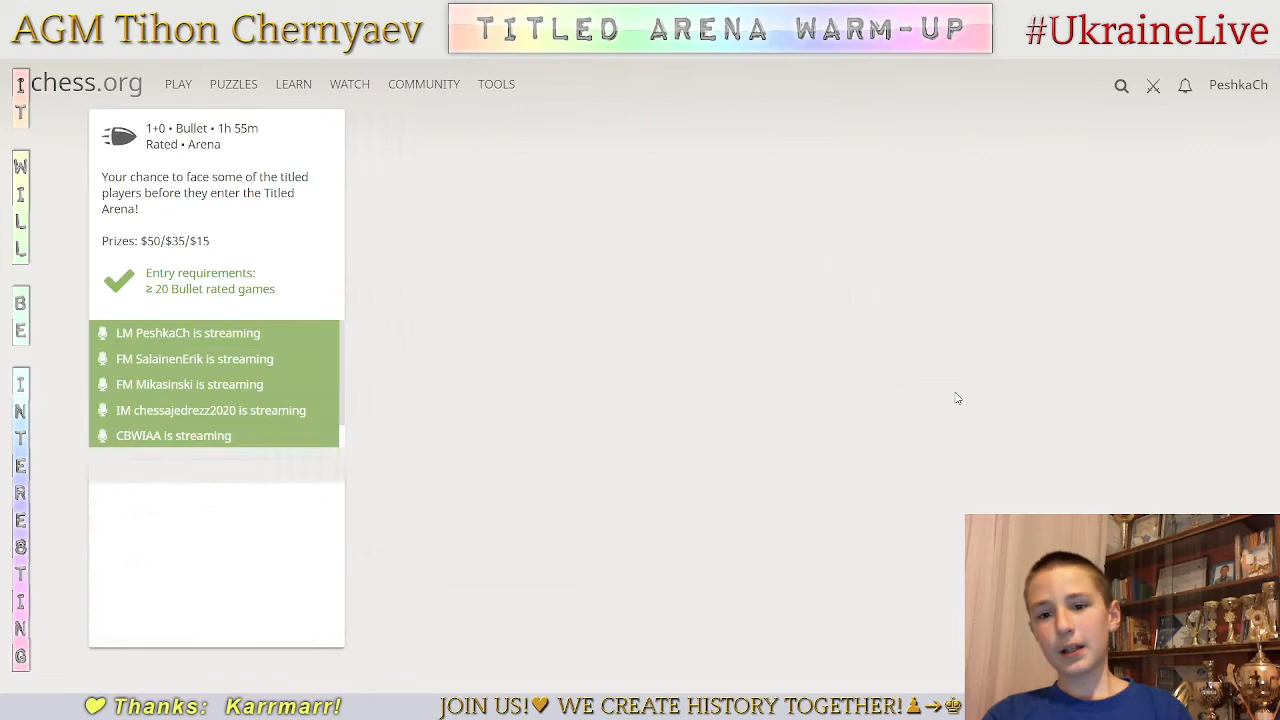 AGM Tihon Chernyaev
TITLED ARENA WARM-UP
#UkraineLive
chess.org PLAY PUZZLES LEARN WATCH COMMUNITY TOOLS PeshkaCh
IT WILL BE INTERESTING
1+0 • Bullet • 1h 55m
Rated • Arena
Your chance to face some of the titled
players before they enter the Titled
Arena!
Prizes: $50/$35/$15
Entry requirements:
≥ 20 Bullet rated games
LM PeshkaCh is streaming
FM SalainenErik is streaming
FM Mikasinski is streaming
IM chessajedrezz2020 is streaming
CBWIAA is streaming
Thanks: Karrmarr!
JOIN US!♥ WE CREATE HISTORY TOGETHER!♟→♚